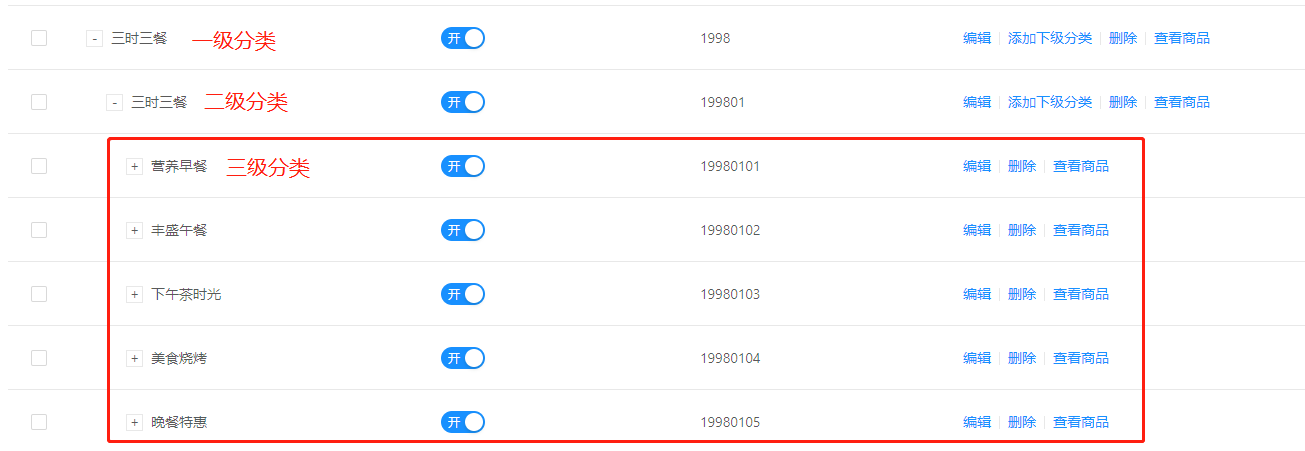 - 三时三餐 一级分类 开 1998 编辑 添加下级分类 删除 查看商品
- 三时三餐 二级分类 开 199801 编辑 添加下级分类 删除 查看商品
+ 营养早餐 三级分类 开 19980101 编辑 删除 查看商品
+ 丰盛午餐 开 19980102 编辑 删除 查看商品
+ 下午茶时光 开 19980103 编辑 删除 查看商品
+ 美食烧烤 开 19980104 编辑 删除 查看商品
+ 晚餐特惠 开 19980105 编辑 删除 查看商品